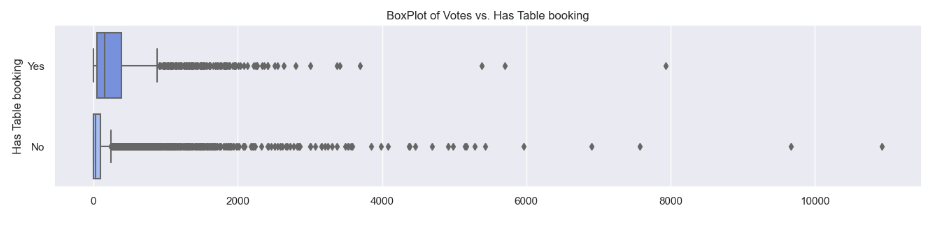 BoxPlot of Votes vs. Has Table booking
Has Table booking
Yes
No
0 2000 4000 6000 8000 10000